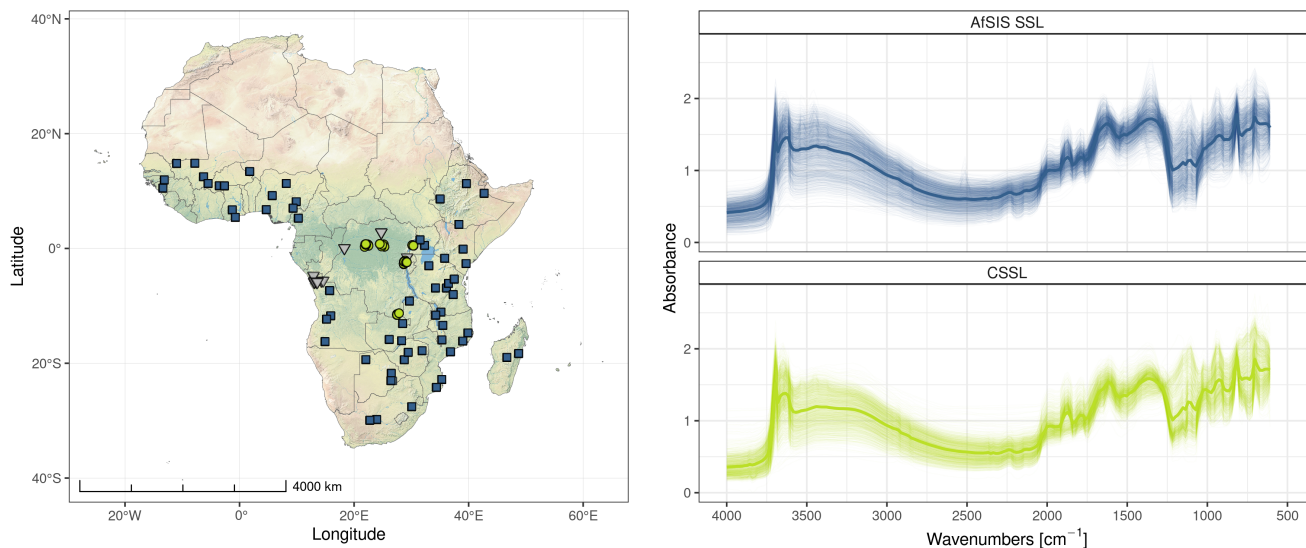 40°N
20°N
0°
20°S
40°S
Latitude
4000 km
20°W
0°
20°E
40°E
60°E
Longitude
AfSIS SSL
2
1
0
CSSL
2
1
0
Absorbance
4000
3500
3000
2500
2000
1500
1000
500
Wavenumbers [cm⁻¹]